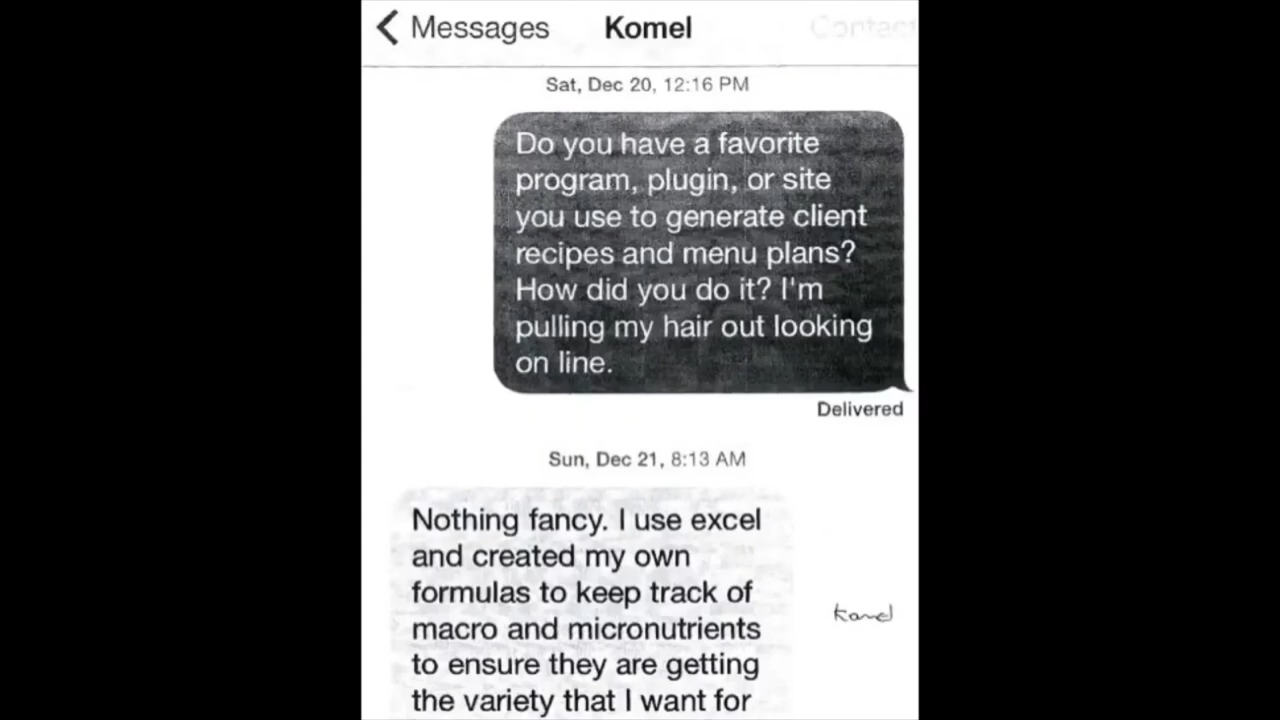 Messages
Komel
Contact
Sat, Dec 20, 12:16 PM
Do you have a favorite
program, plugin, or site
you use to generate client
recipes and menu plans?
How did you do it? I'm
pulling my hair out looking
on line.
Delivered
Sun, Dec 21, 8:13 AM
Nothing fancy. I use excel
and created my own
formulas to keep track of
macro and micronutrients
to ensure they are getting
the variety that I want for